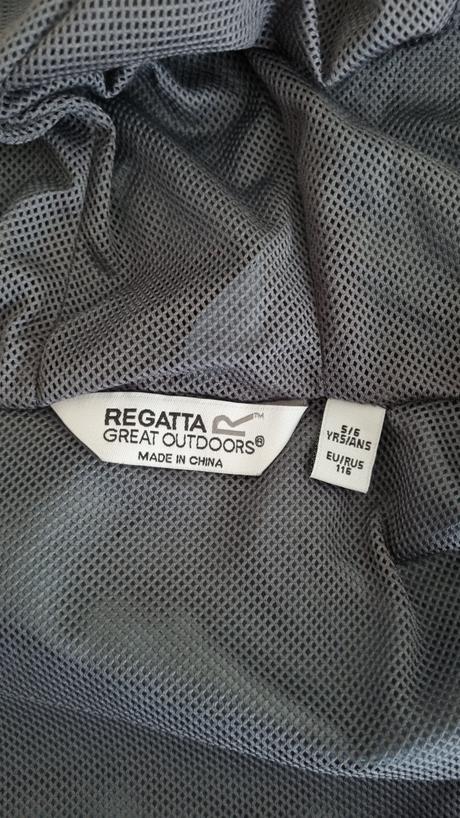 REGATTA
GREAT OUTDOORS®
MADE IN CHINA
5/6
YRS/ANS
EU/RUS
116